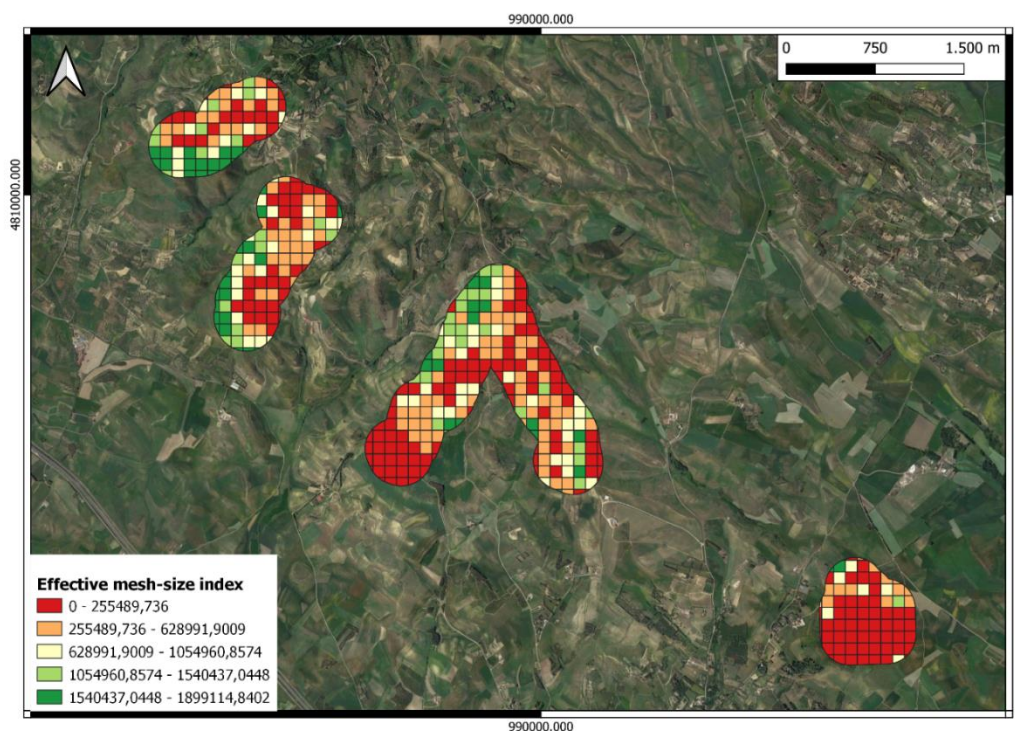 990000.000
0 750 1.500 m
4810000.000
Effective mesh-size index
0 - 255489,736
255489,736 - 628991,9009
628991,9009 - 1054960,8574
1054960,8574 - 1540437,0448
1540437,0448 - 1899114,8402
990000.000